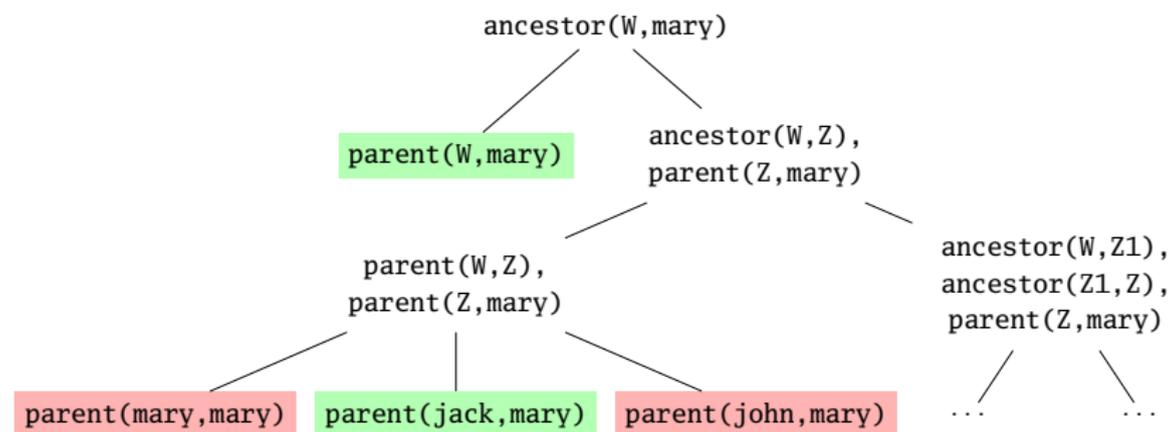 ancestor(W,mary)
parent(W,mary)
ancestor(W,Z),
parent(Z,mary)
parent(W,Z),
parent(Z,mary)
ancestor(W,Z1),
ancestor(Z1,Z),
parent(Z,mary)
parent(mary,mary)
parent(jack,mary)
parent(john,mary)
...
...